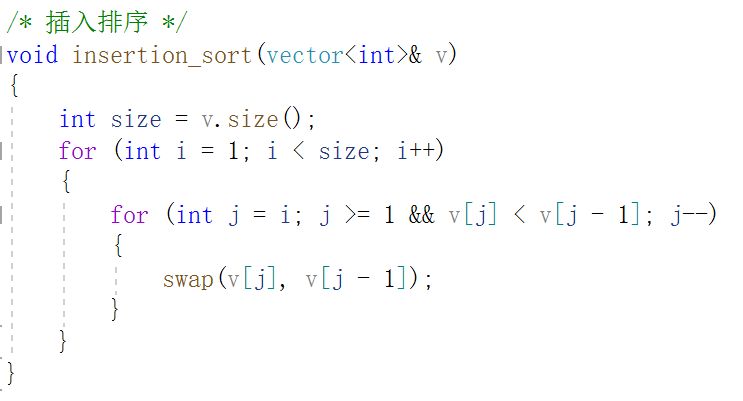 /* 插入排序 */
void insertion_sort(vector<int>& v)
{
    int size = v.size();
    for (int i = 1; i < size; i++)
    {
        for (int j = i; j >= 1 && v[j] < v[j - 1]; j--)
        {
            swap(v[j], v[j - 1]);
        }
    }
}